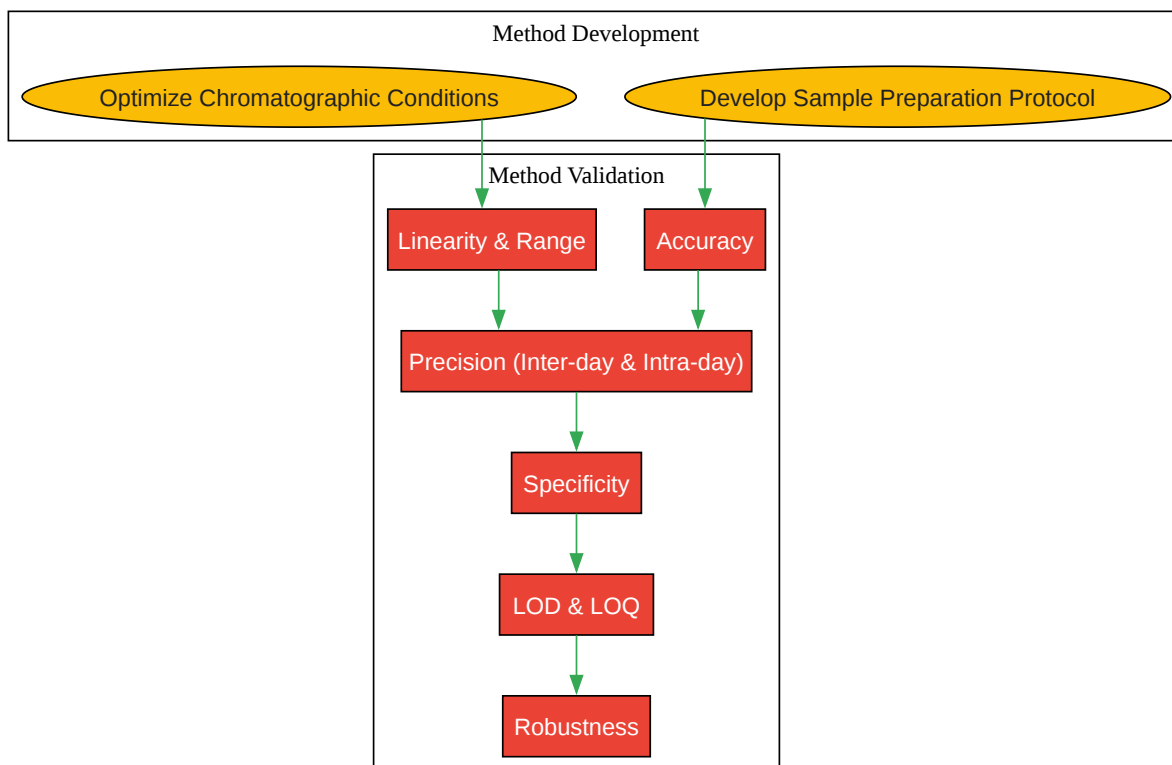 Method Development
Optimize Chromatographic Conditions
Develop Sample Preparation Protocol
Method Validation
Linearity & Range
Accuracy
Precision (Inter-day & Intra-day)
Specificity
LOD & LOQ
Robustness